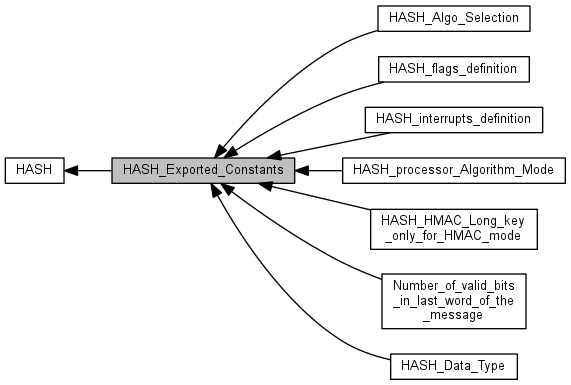 HASH_Algo_Selection
HASH_flags_definition
HASH_interrupts_definition
HASH
HASH_Exported_Constants
HASH_processor_Algorithm_Mode
HASH_HMAC_Long_key
_only_for_HMAC_mode
Number_of_valid_bits
_in_last_word_of_the
_message
HASH_Data_Type